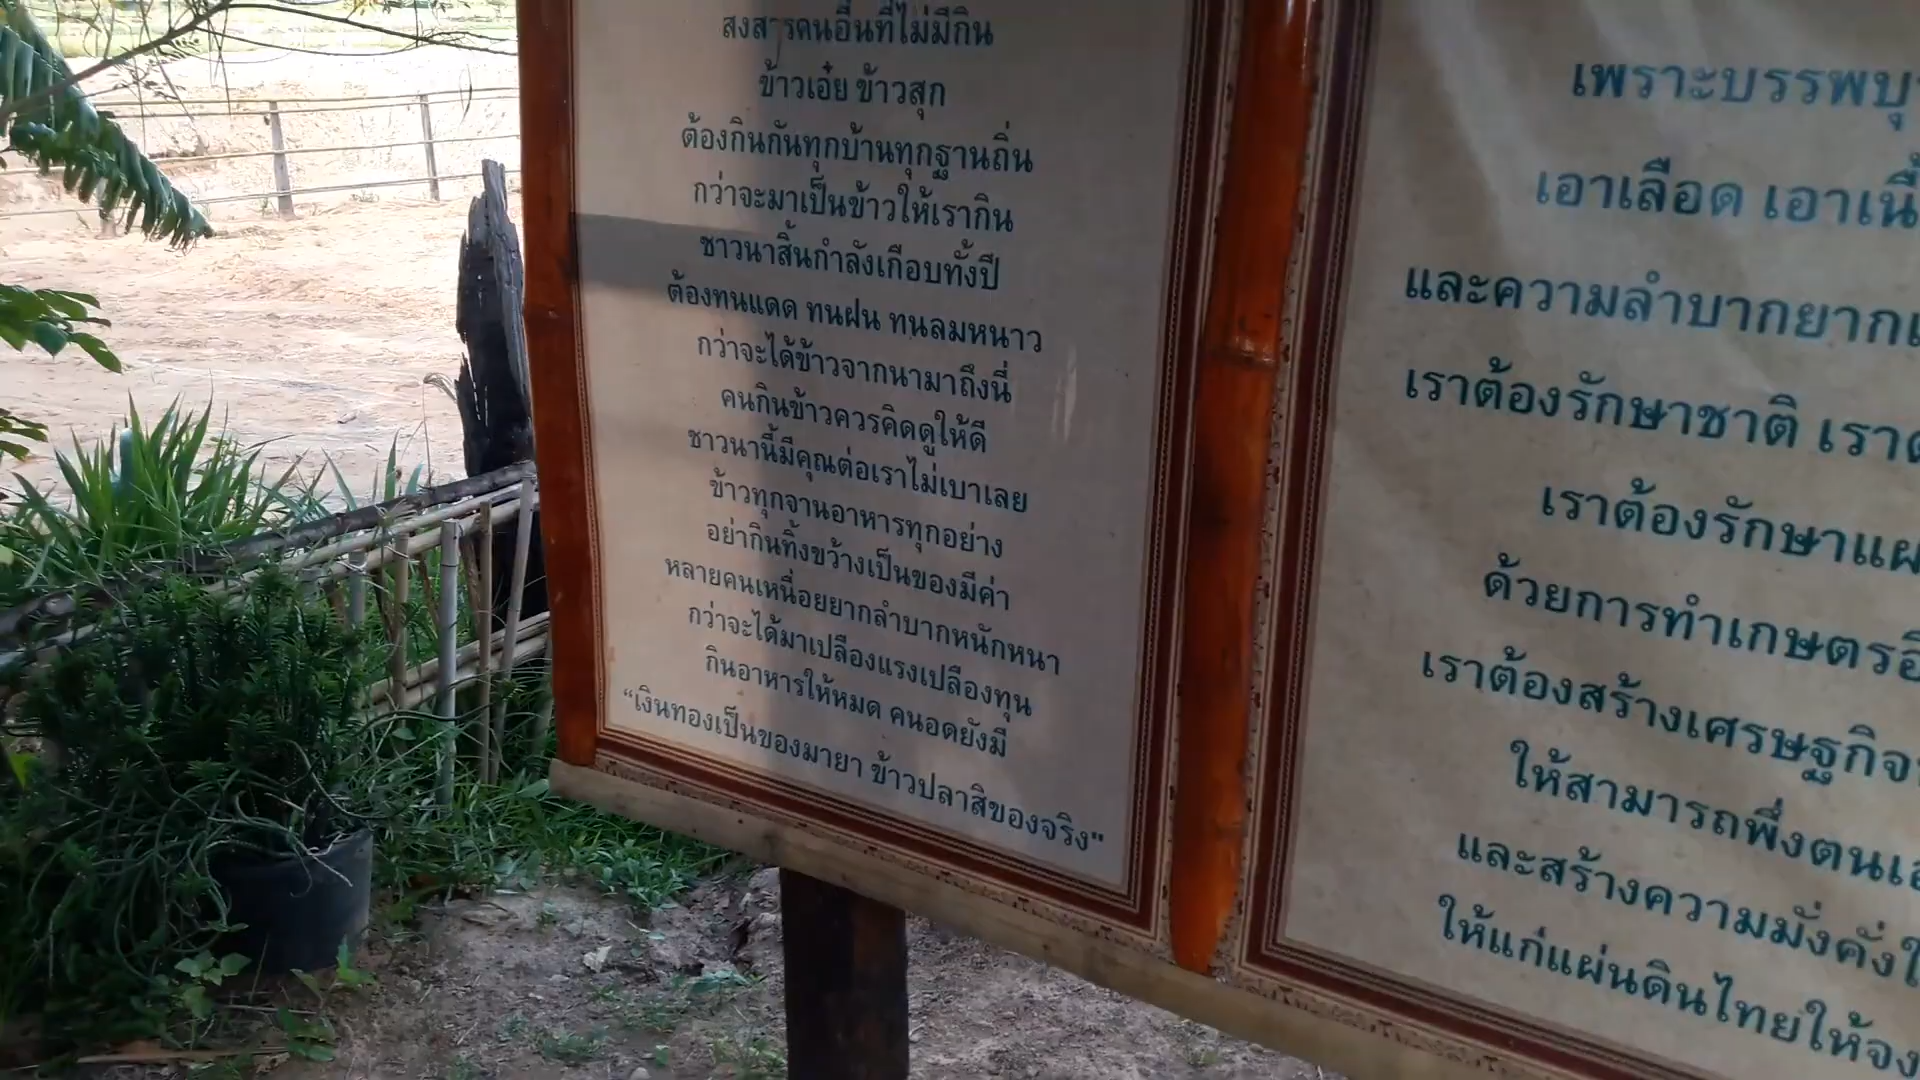 สงสารคนอื่นที่ไม่มีกิน
ข้าวเอ๋ย ข้าวสุก
ต้องกินกันทุกบ้านทุกฐานถิ่น
กว่าจะมาเป็นข้าวให้เรากิน
ชาวนาสิ้นกำลังเกือบทั้งปี
ต้องทนแดด ทนฝน ทนลมหนาว
กว่าจะได้ข้าวจากนามาถึงนี่
คนกินข้าวควรคิดดูให้ดี
ชาวนานี้มีคุณต่อเราไม่เบาเลย
ข้าวทุกจานอาหารทุกอย่าง
อย่ากินทิ้งขว้างเป็นของมีค่า
หลายคนเหนื่อยยากลำบากหนักหนา
กว่าจะได้มาเปลืองแรงเปลืองทุน
กินอาหารให้หมด คนอดยังมี
“เงินทองเป็นของมายา ข้าวปลาสิของจริง"
เพราะบรรพบุ
เอาเลือด เอาเนื้
และความลำบากยาก
เราต้องรักษาชาติ เรา
เราต้องรักษาแผ
ด้วยการทำเกษตร
เราต้องสร้างเศรษฐกิจ
ให้สามารถพึ่งตน
และสร้างความมั่งคั่ง
ให้แก่แผ่นดินไทยให้